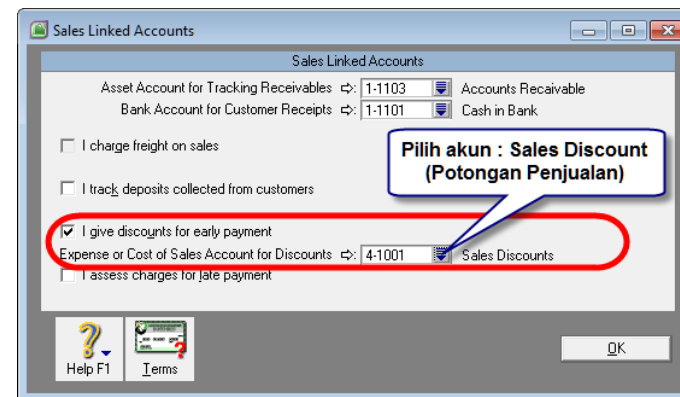 Sales Linked Accounts
Sales Linked Accounts
Asset Account for Tracking Receivables ⇨: 1-1103 Accounts Recaivable
Bank Account for Customer Receipts ⇨: 1-1101 Cash in Bank
I charge freight on sales
Pilih akun : Sales Discount
(Potongan Penjualan)
I track deposits collected from customers
I give discounts for early payment
Expense or Cost of Sales Account for Discounts ⇨: 4-1001 Sales Discounts
I assess charges for late payment
Help F1
Terms
OK